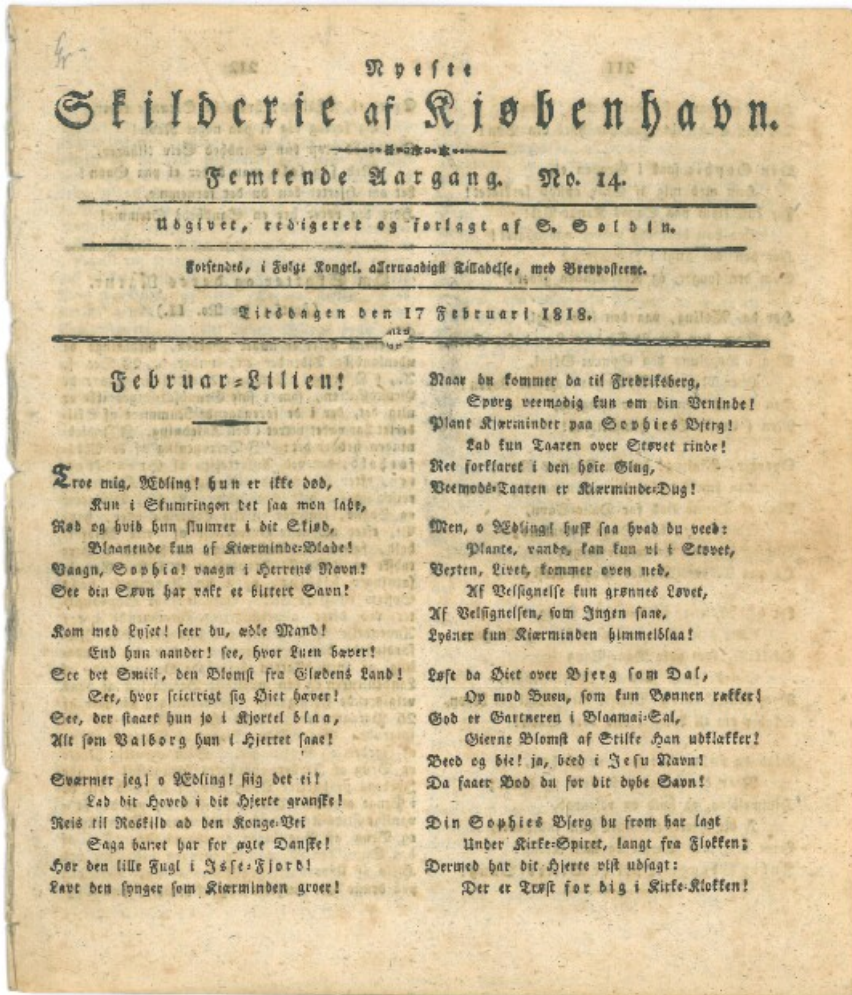 Nyeste
Skilderie af Kjøbenhavn.
Femtende Aargang. No. 14.
Udgivet, redigeret og forlagt af S. Soldin.
Forsendes, i Følge Kongel. allernaadigst Tilladelse, med Brevposterne.
Tirsdagen den 17 Februari 1818.
Februar-Lilien!
Troe mig, Ædling! hun er ikke død,
Kun i Skumringen det saa mon lade,
Rød og hvid hun slumrer i dit Skjød,
Blaanende kun af Kiærminde-Blade!
Vaagn, Sophia! vaagn i Herrens Navn!
See din Søvn har vakt et bittert Savn!
Kom med Lyset! seer du, ædle Mand!
End hun aander! see, hvor Luen bæver!
See det Smiil, den Blomst fra Glædens Land!
See, hvor seierrigt sig Øiet hæver!
See, der staaer hun jo i Kjortel blaa,
Alt som Valborg hun i Hjertet saae!
Sværmer jeg! o Ædling! siig det ei!
Lad dit Hoved i dit Hjerte granske!
Reis til Roskild ad den Konge-Vei
Saga banet har for ægte Danske!
Hør den lille Fugl i Isse-Fjord!
Lavt den synger som Kiærminden groer!
Naar du kommer da til Fredriksberg,
Spørg veemodig kun om din Veninde!
Plant Kjærminder paa Sophies Bjerg!
Lad kun Taaren over Støvet rinde!
Ret forklaret i den høie Glug,
Veemods-Taaren er Kiærminde-Dug!
Men, o Ædling! husk saa hvad du veed:
Plante, vande, kan kun vi i Støvet,
Vexten, Livet, kommer oven ned,
Af Velsignelse kun grønnes Løvet,
Af Velsignelsen, som Ingen saae,
Lysner kun Kiærminden himmelblaa!
Løft da Øiet over Bjerg som Dal,
Op mod Buen, som kun Bønnen rækker!
God er Gartneren i Blaamai-Sal,
Gierne Blomst af Stilke Han udklækker!
Beed og bie! ja, beed i Jesu Navn!
Da faaer Bod du for dit dybe Savn!
Din Sophies Bjerg du from har lagt
Under Kirke-Spiret, langt fra Flokken;
Dermed har dit Hjerte vist udsagt:
Der er Trøst for dig i Kirke-Klokken!